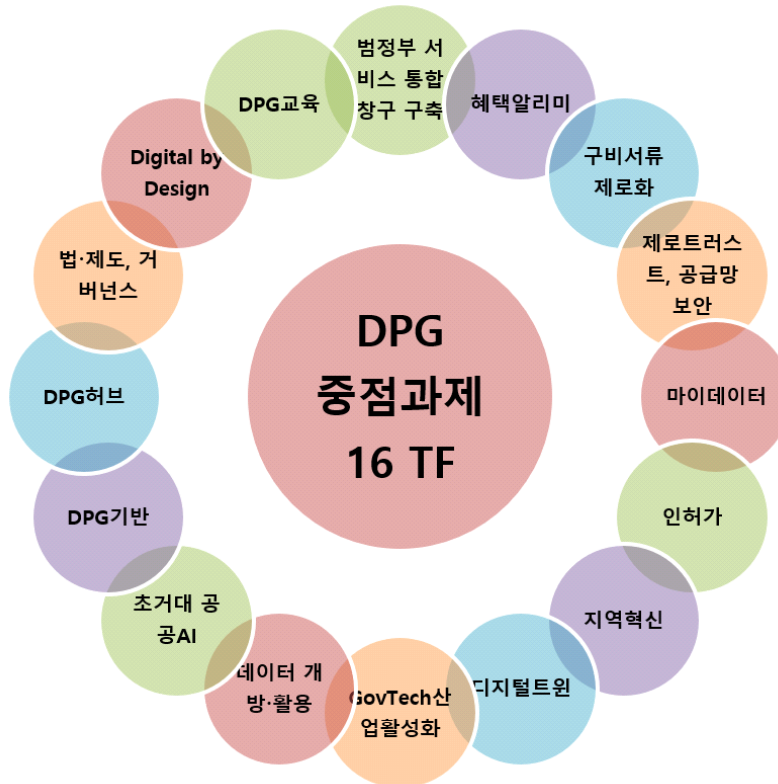 DPG
중점과제
16 TF
범정부 서
비스 통합
창구 구축
혜택알리미
구비서류
제로화
제로트러스
트, 공급망
보안
마이데이터
인허가
지역혁신
디지털트윈
GovTech산
업활성화
데이터 개
방·활용
초거대 공
공AI
DPG기반
DPG허브
법·제도, 거
버넌스
Digital by
Design
DPG교육